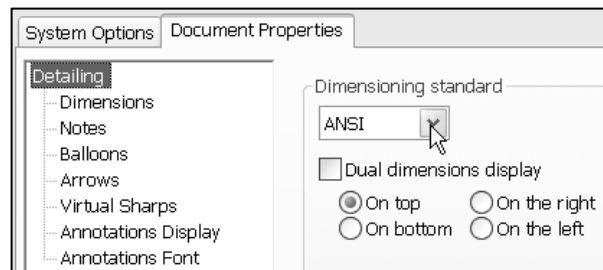 System Options Document Properties
Detailing
Dimensions
Notes
Balloons
Arrows
Virtual Sharps
Annotations Display
Annotations Font
Dimensioning standard
ANSI
Dual dimensions display
On top On the right
On bottom On the left